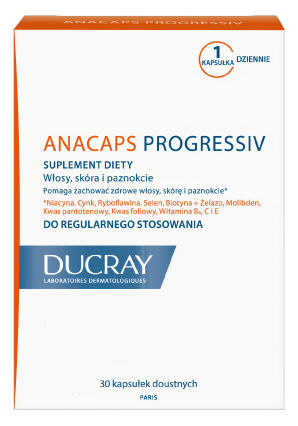 1
KAPSUŁKA
DZIENNIE
ANACAPS PROGRESSIV
SUPLEMENT DIETY
Włosy, skóra i paznokcie
Pomaga zachować zdrowe włosy, skórę i paznokcie*
*Niacyna, Cynk, Ryboflawina, Selen, Biotyna + Żelazo, Molibden,
Kwas pantotenowy, Kwas foliowy, Witamina B₆, C i E
DO REGULARNEGO STOSOWANIA
DUCRAY
LABORATOIRES DERMATOLOGIQUES
30 kapsułek doustnych
PARIS